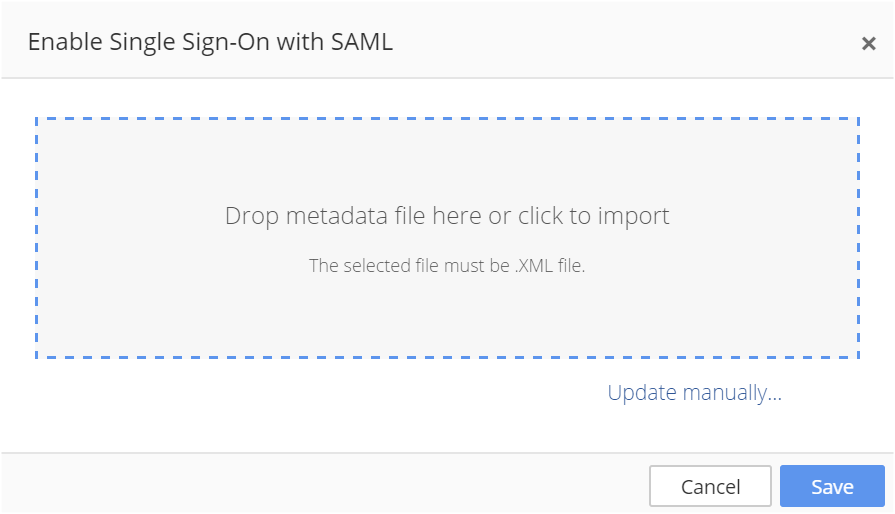 Enable Single Sign-On with SAML
Drop metadata file here or click to import
The selected file must be .XML file.
Update manually...
Cancel
Save